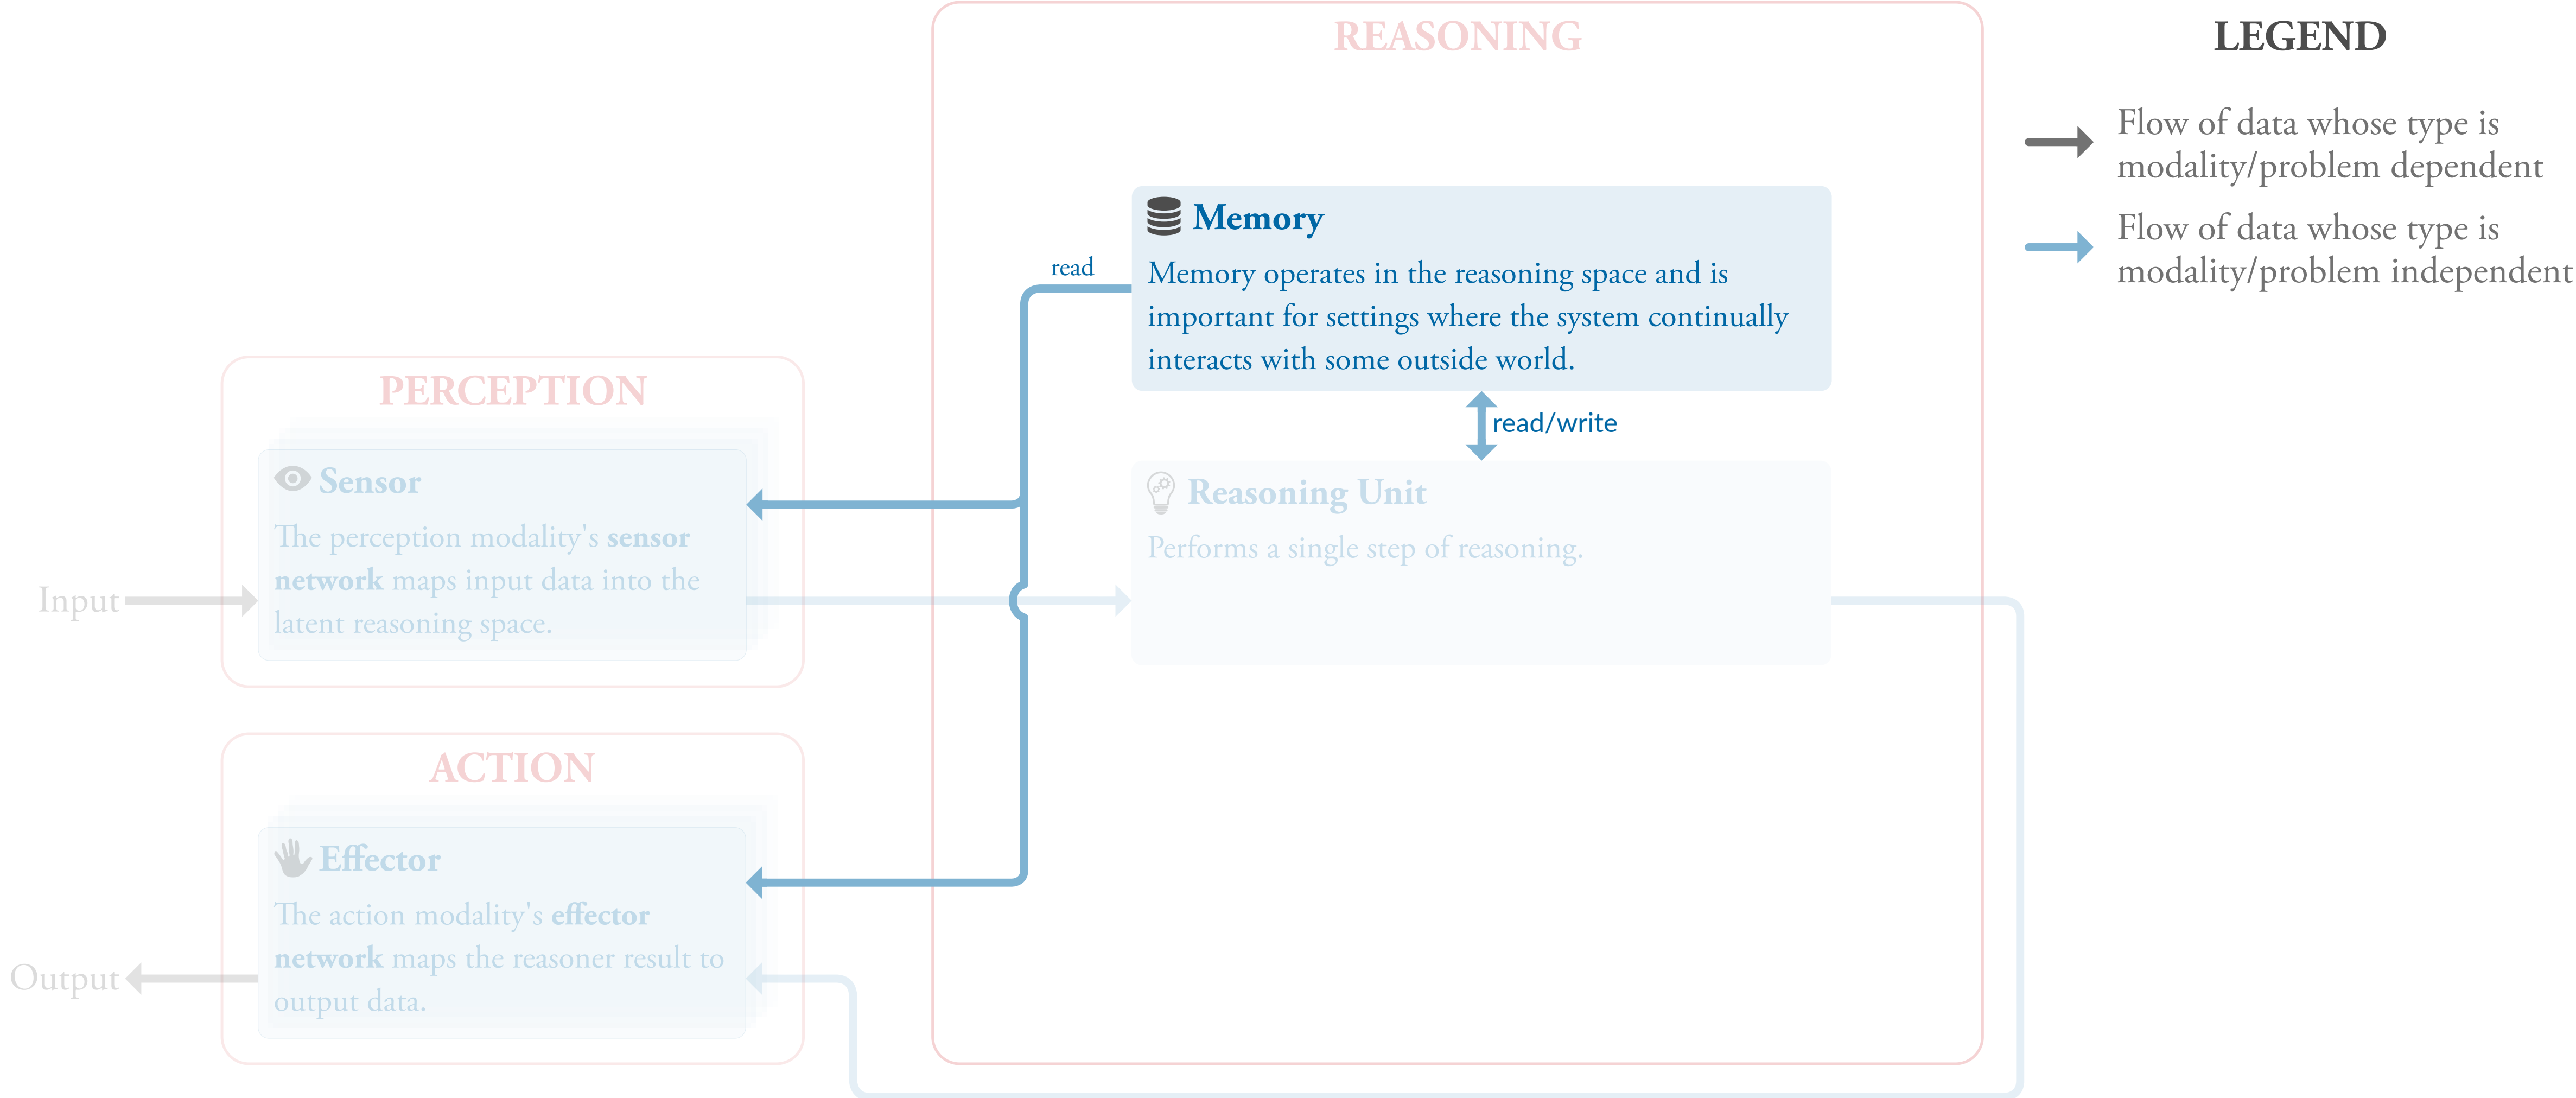 REASONING
LEGEND
Flow of data whose type is
modality/problem dependent
Flow of data whose type is
modality/problem independent
Memory
Memory operates in the reasoning space and is
important for settings where the system continually
interacts with some outside world.
read
read/write
PERCEPTION
Sensor
The perception modality's sensor
network maps input data into the
latent reasoning space.
Input
Reasoning Unit
Performs a single step of reasoning.
ACTION
Effector
The action modality's effector
network maps the reasoner result to
output data.
Output